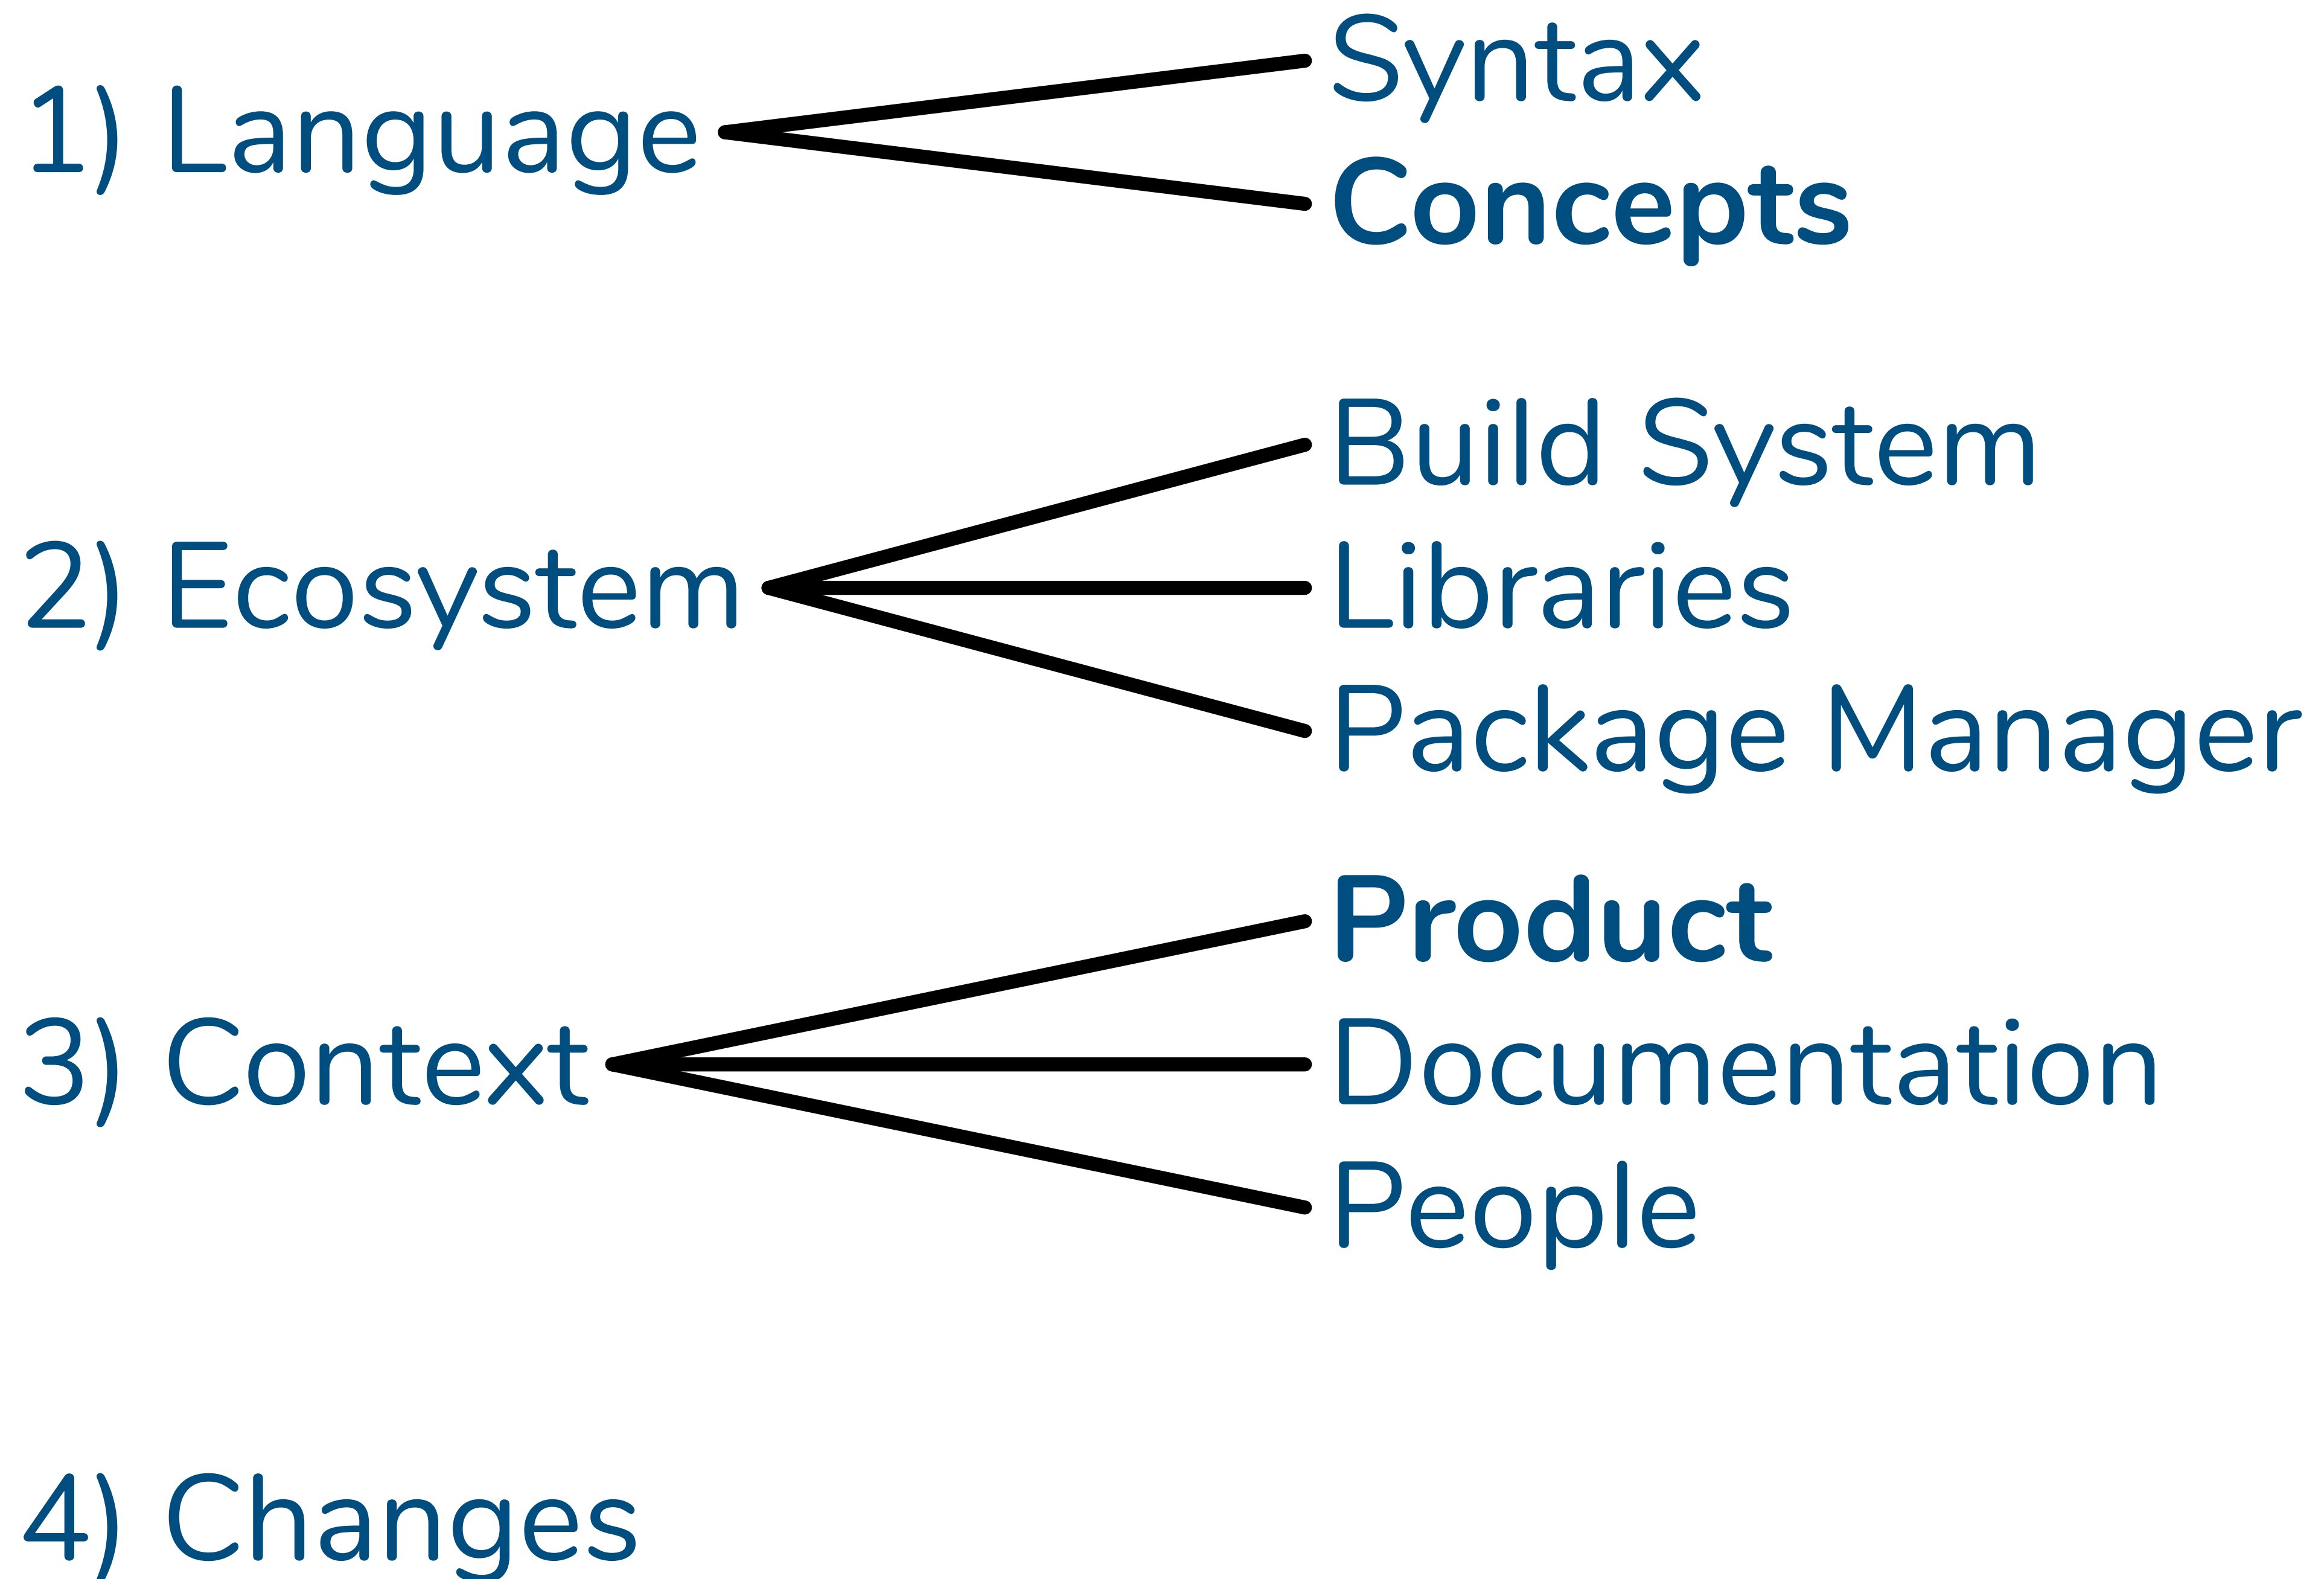 1) Language
Syntax
Concepts
2) Ecosystem
Build System
Libraries
Package Manager
3) Context
Product
Documentation
People
4) Changes